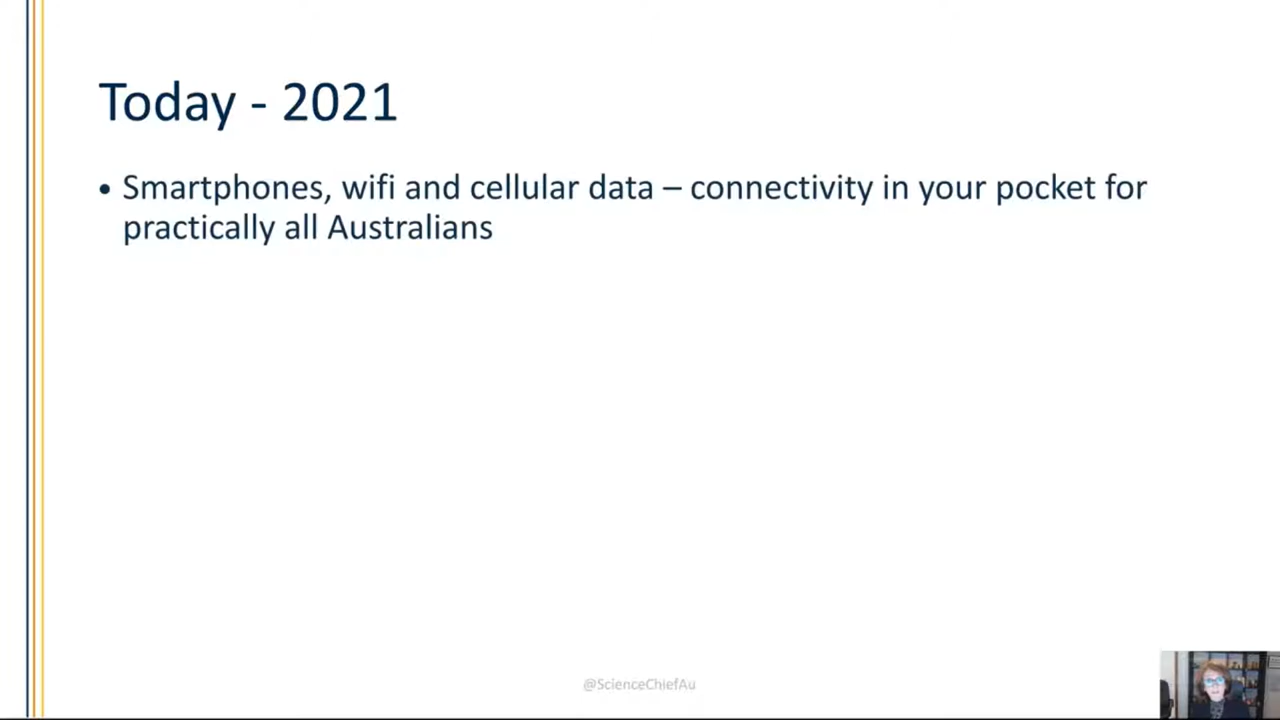 Today - 2021
• Smartphones, wifi and cellular data – connectivity in your pocket for
practically all Australians
@ScienceChiefAu